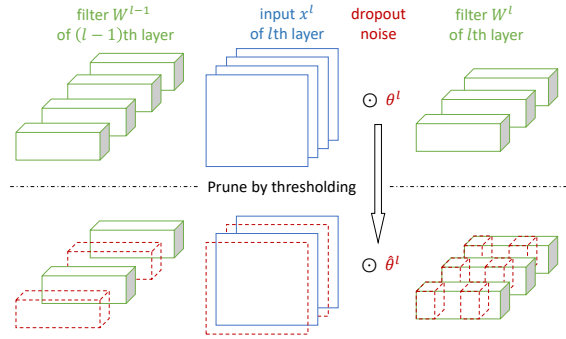 filter W^{l−1}
of (l − 1)th layer
input x^l
of lth layer
dropout
noise
filter W^l
of lth layer
⊙ θ^l
Prune by thresholding
⊙ θ̂^l